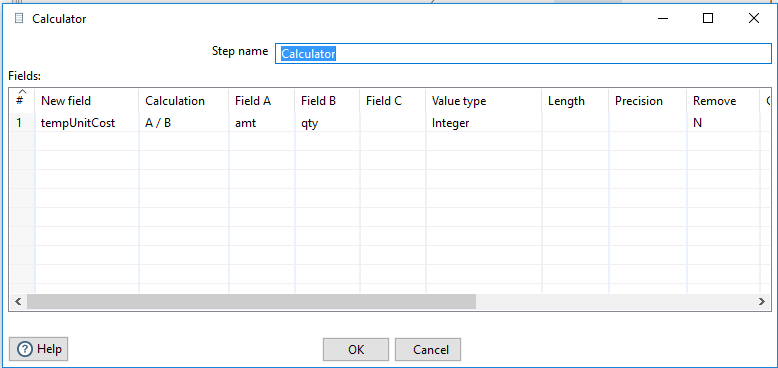 Calculator
Step name Calculator
Fields:
# New field Calculation Field A Field B Field C Value type Length Precision Remove
1 tempUnitCost A / B amt qty Integer N
Help OK Cancel